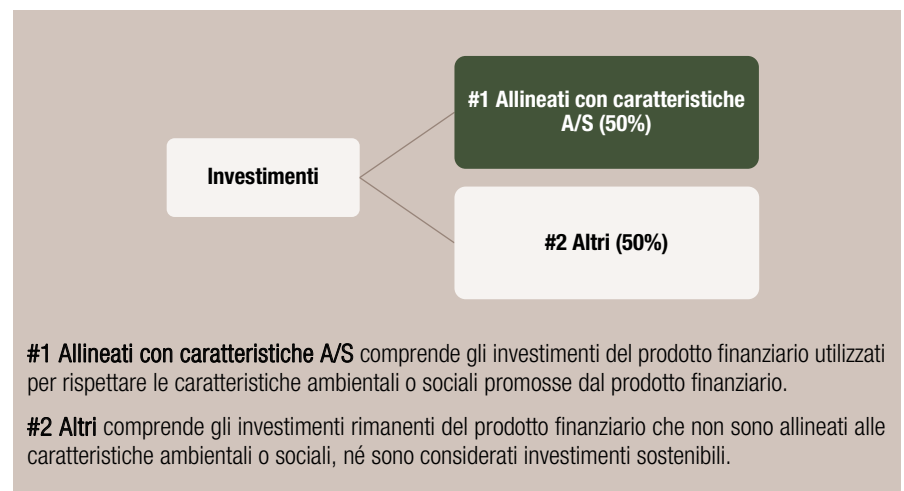 #1 Allineati con caratteristiche
A/S (50%)
Investimenti
#2 Altri (50%)
#1 Allineati con caratteristiche A/S comprende gli investimenti del prodotto finanziario utilizzati
per rispettare le caratteristiche ambientali o sociali promosse dal prodotto finanziario.
#2 Altri comprende gli investimenti rimanenti del prodotto finanziario che non sono allineati alle
caratteristiche ambientali o sociali, né sono considerati investimenti sostenibili.